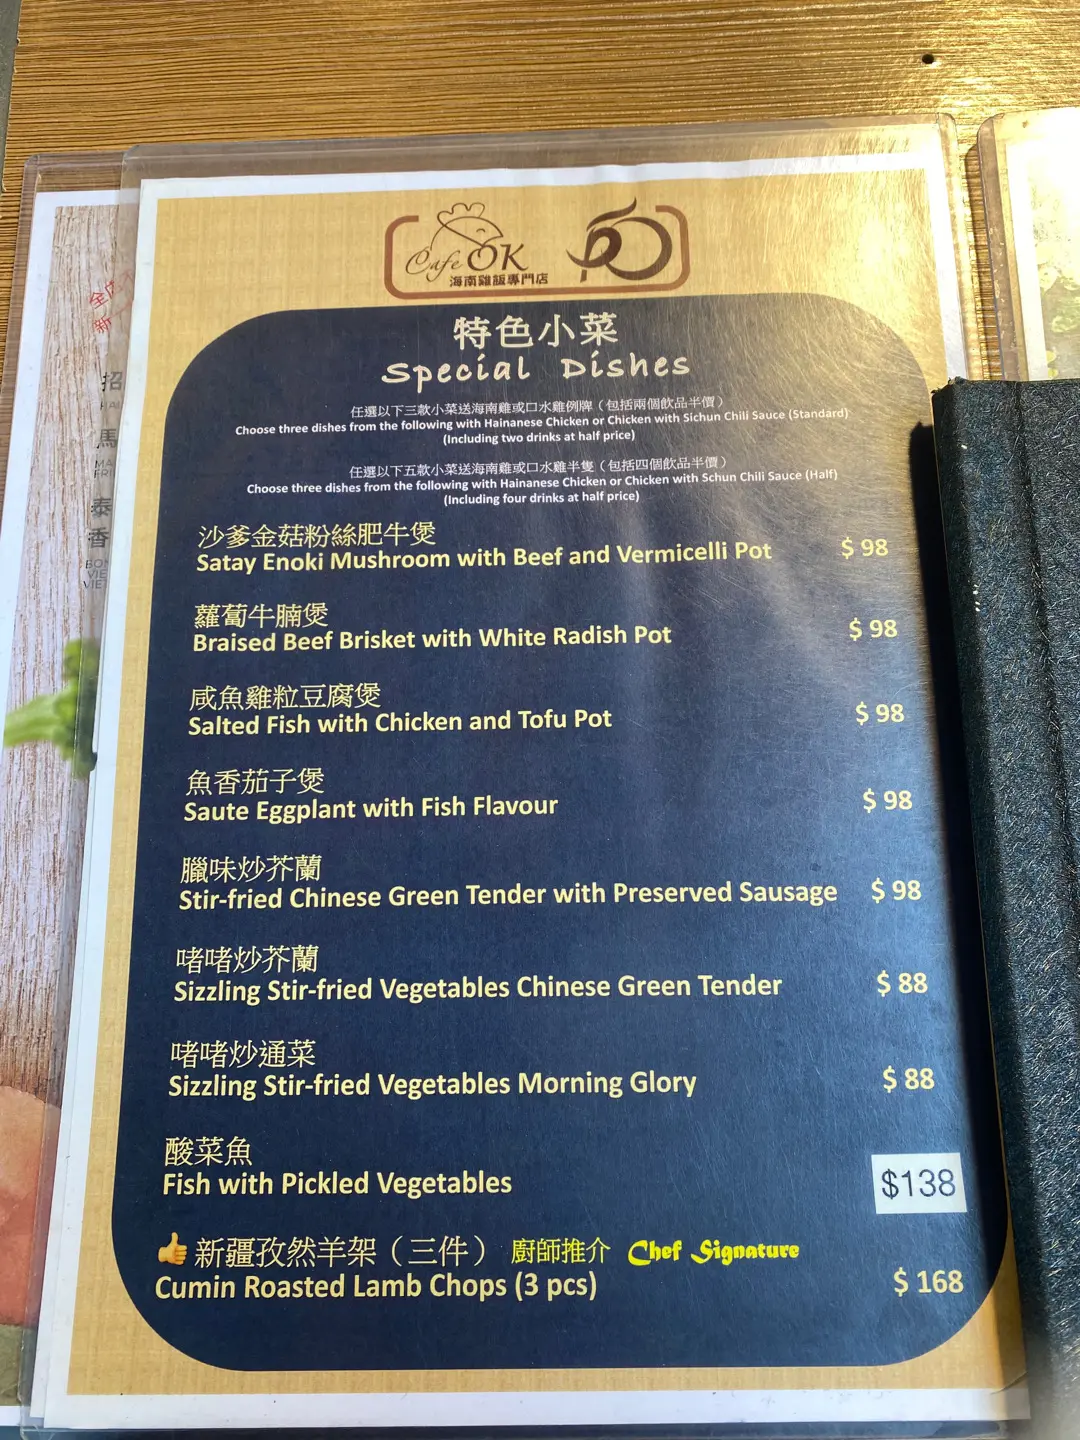 Cafe OK
海南雞飯專門店
特色小菜
Special Dishes
任選以下三款小菜送海南雞或口水雞例牌（包括兩個飲品半價）
Choose three dishes from the following with Hainanese Chicken or Chicken with Sichun Chili Sauce (Standard)
(Including two drinks at half price)
任選以下五款小菜送海南雞或口水雞半隻（包括四個飲品半價）
Choose three dishes from the following with Hainanese Chicken or Chicken with Schun Chili Sauce (Half)
(Including four drinks at half price)
沙爹金菇粉絲肥牛煲
Satay Enoki Mushroom with Beef and Vermicelli Pot $ 98
蘿蔔牛腩煲
Braised Beef Brisket with White Radish Pot $ 98
咸魚雞粒豆腐煲
Salted Fish with Chicken and Tofu Pot $ 98
魚香茄子煲
Saute Eggplant with Fish Flavour $ 98
臘味炒芥蘭
Stir-fried Chinese Green Tender with Preserved Sausage $ 98
啫啫炒芥蘭
Sizzling Stir-fried Vegetables Chinese Green Tender $ 88
啫啫炒通菜
Sizzling Stir-fried Vegetables Morning Glory $ 88
酸菜魚
Fish with Pickled Vegetables $138
新疆孜然羊架（三件） 廚師推介 Chef Signature
Cumin Roasted Lamb Chops (3 pcs) $ 168
招
馬
泰
香